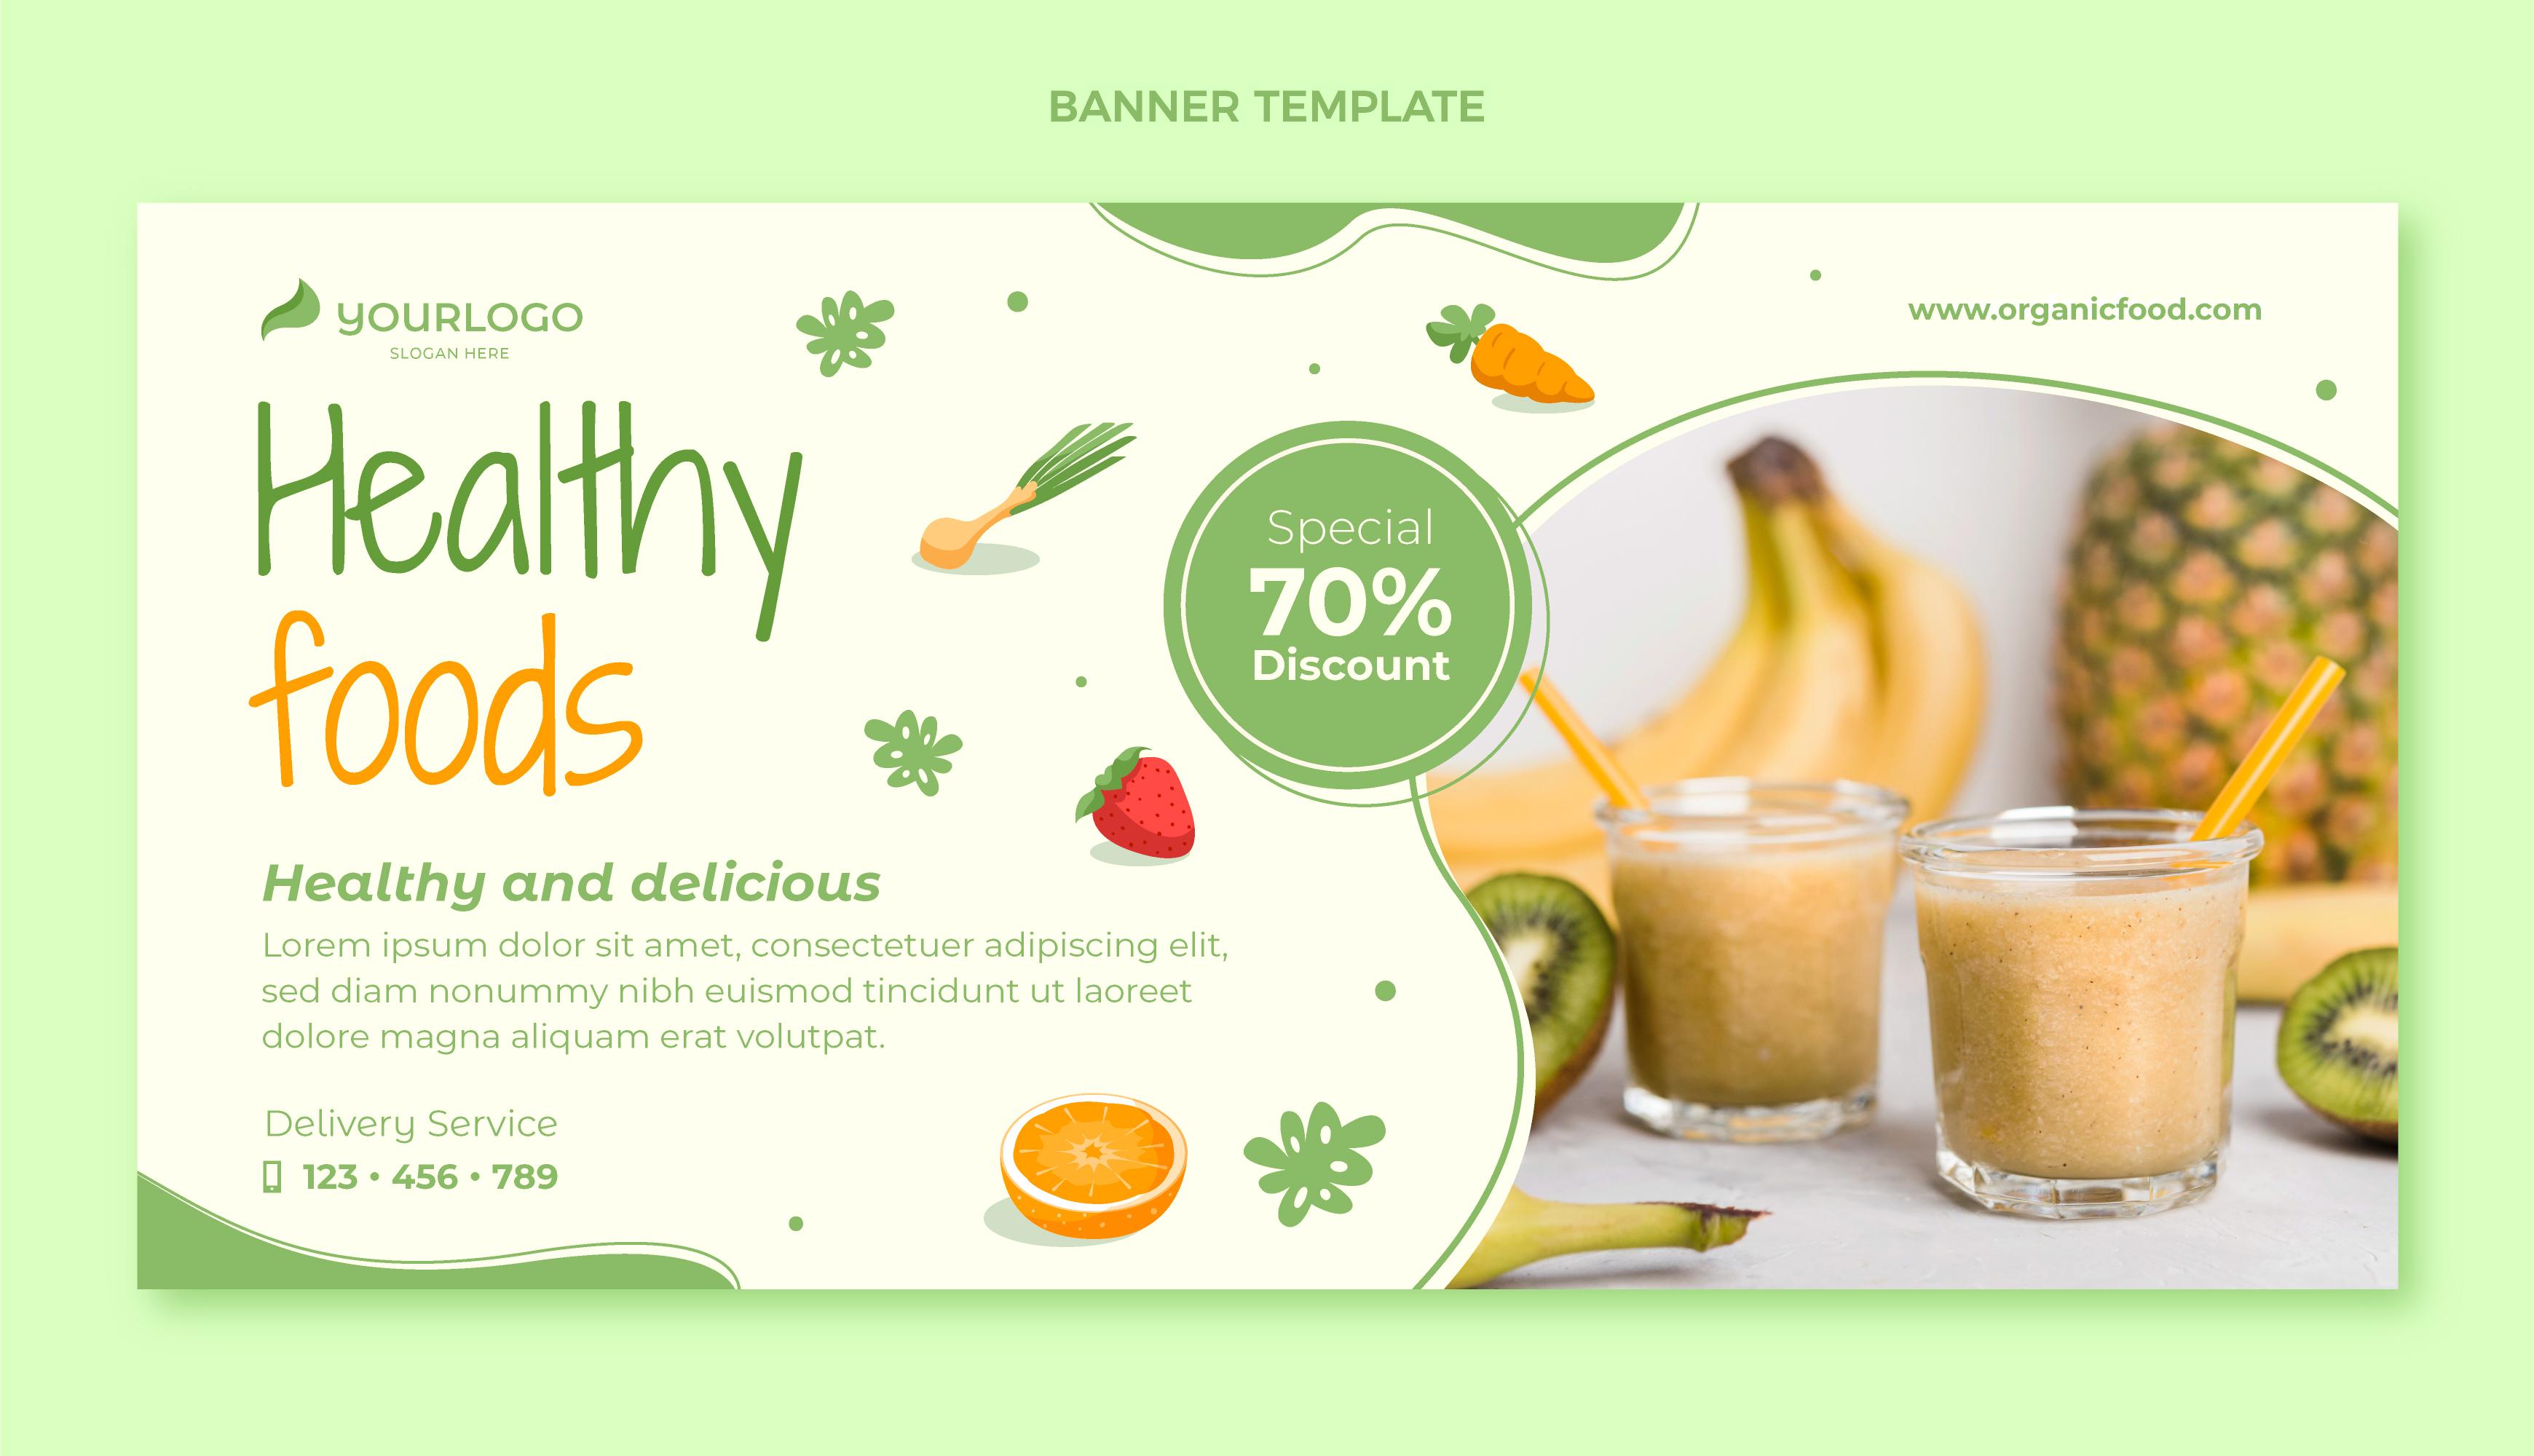 BANNER TEMPLATE
YOURLOGO
SLOGAN HERE
www.organicfood.com
Healthy
foods
Special
70%
Discount
Healthy and delicious
Lorem ipsum dolor sit amet, consectetuer adipiscing elit,
sed diam nonummy nibh euismod tincidunt ut laoreet
dolore magna aliquam erat volutpat.
Delivery Service
123 • 456 • 789